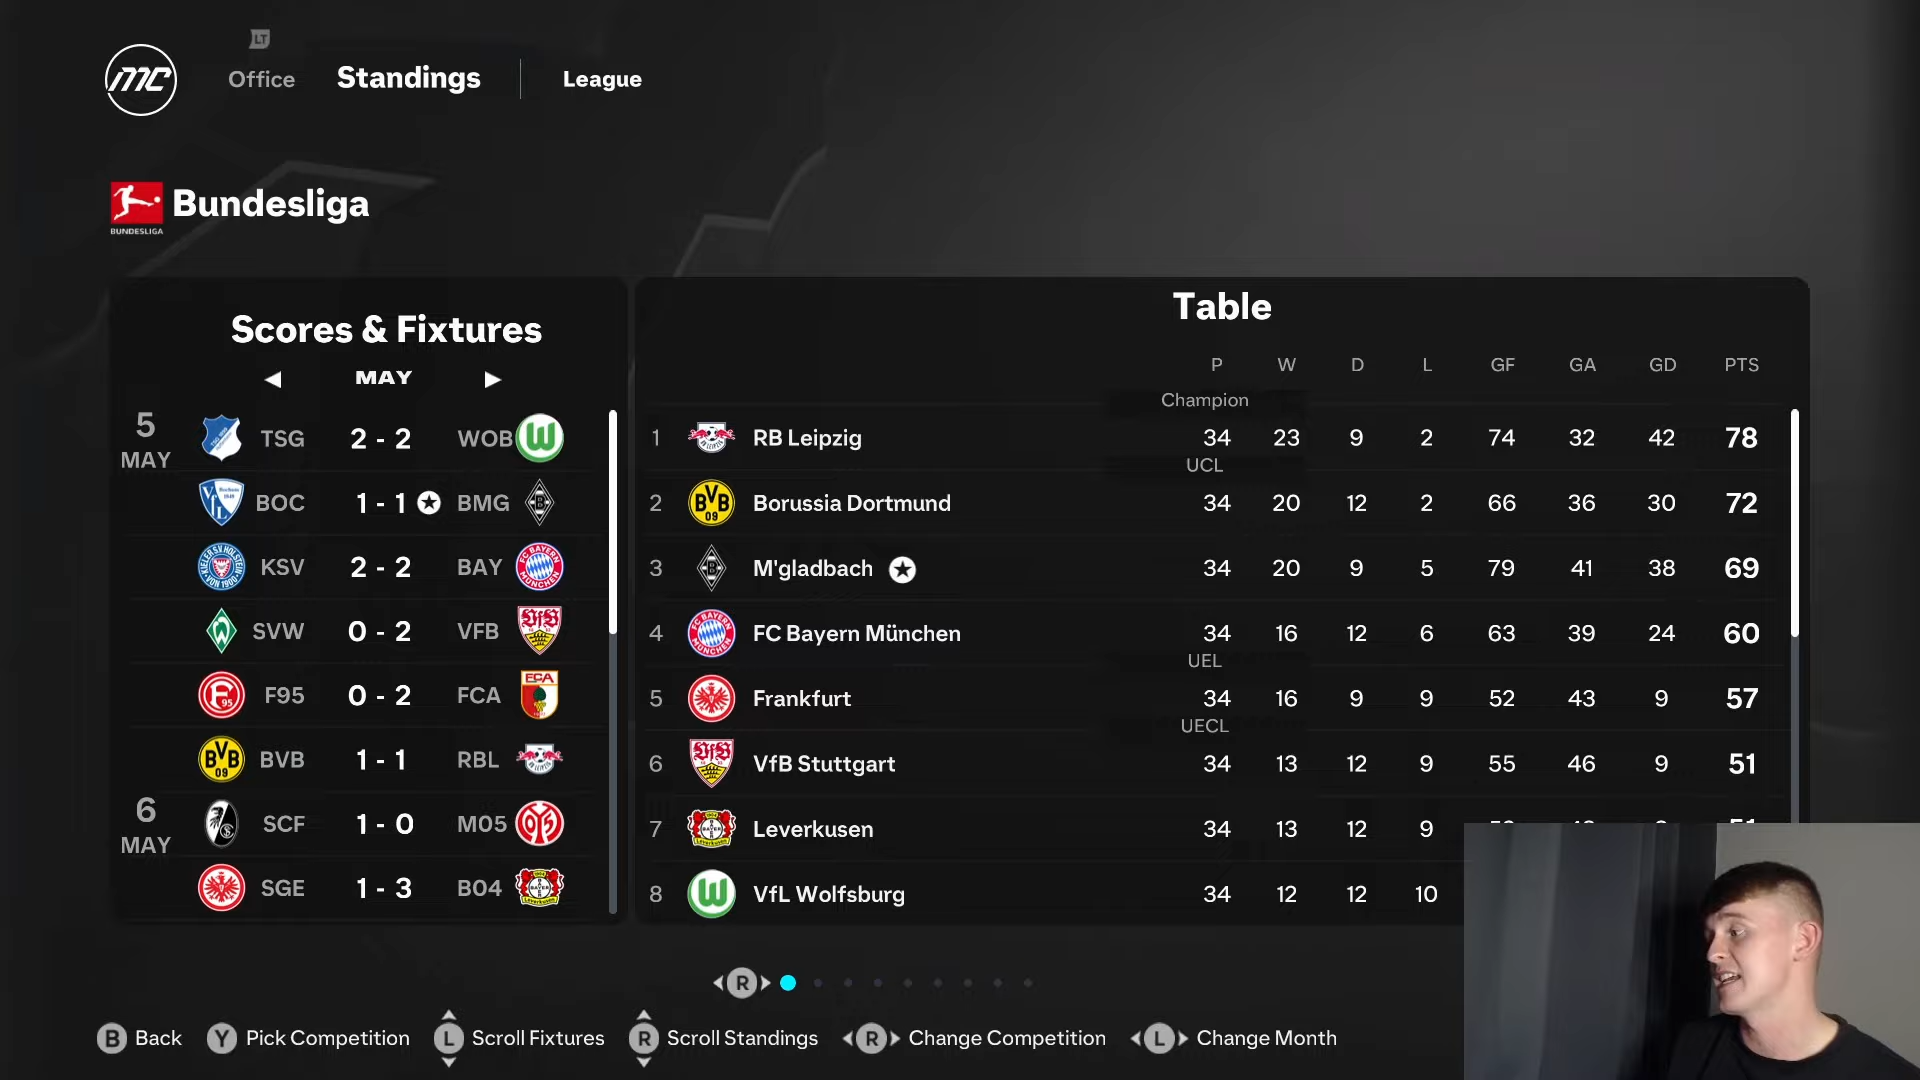 LT
MC Office Standings League
BUNDESLIGA Bundesliga
Scores & Fixtures
MAY
5 MAY
TSG 2 - 2 WOB
BOC 1 - 1 BMG
KSV 2 - 2 BAY
SVW 0 - 2 VFB
F95 0 - 2 FCA
BVB 1 - 1 RBL
6 MAY
SCF 1 - 0 M05
SGE 1 - 3 B04
Table
P W D L GF GA GD PTS
Champion
1 RB Leipzig 34 23 9 2 74 32 42 78
UCL
2 Borussia Dortmund 34 20 12 2 66 36 30 72
3 M'gladbach 34 20 9 5 79 41 38 69
4 FC Bayern München 34 16 12 6 63 39 24 60
UEL
5 Frankfurt 34 16 9 9 52 43 9 57
UECL
6 VfB Stuttgart 34 13 12 9 55 46 9 51
7 Leverkusen 34 13 12 9
8 VfL Wolfsburg 34 12 12 10
R
B Back Y Pick Competition L Scroll Fixtures R Scroll Standings R Change Competition L Change Month